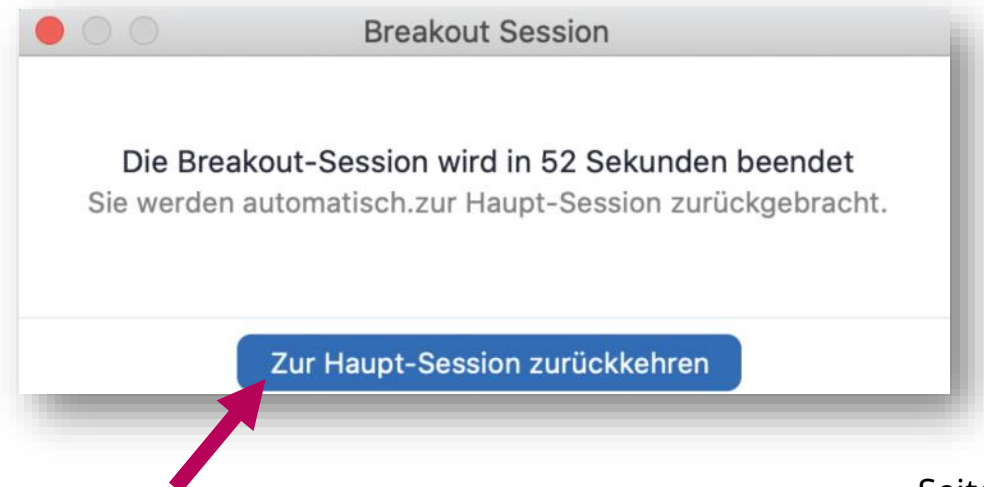 Breakout Session
Die Breakout-Session wird in 52 Sekunden beendet
Sie werden automatisch.zur Haupt-Session zurückgebracht.
Zur Haupt-Session zurückkehren